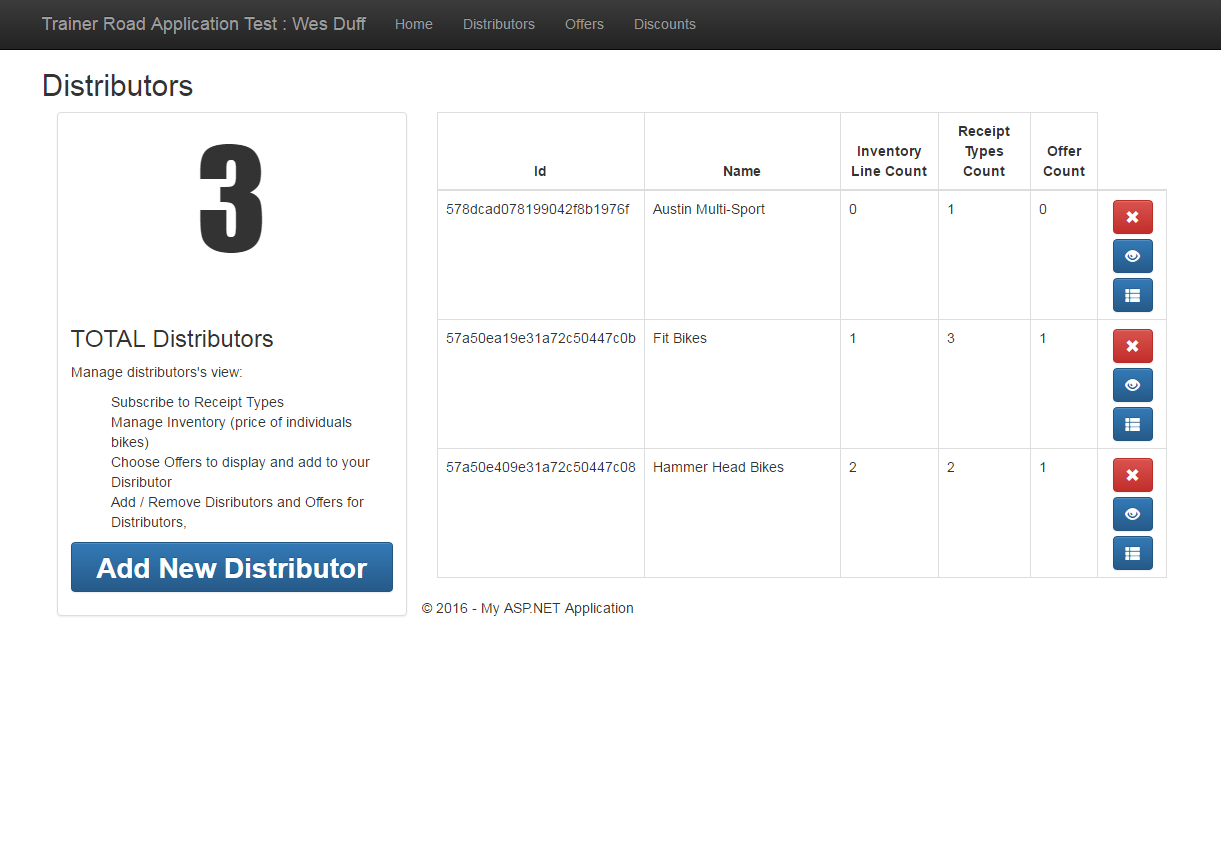 Trainer Road Application Test : Wes Duff Home Distributors Offers Discounts
Distributors
3
TOTAL Distributors
Manage distributors's view:
Subscribe to Receipt Types
Manage Inventory (price of individuals
bikes)
Choose Offers to display and add to your
Disributor
Add / Remove Disributors and Offers for
Distributors,
Add New Distributor
Id Name Inventory Line Count Receipt Types Count Offer Count
578dcad078199042f8b1976f Austin Multi-Sport 0 1 0
57a50ea19e31a72c50447c0b Fit Bikes 1 3 1
57a50e409e31a72c50447c08 Hammer Head Bikes 2 2 1
© 2016 - My ASP.NET Application